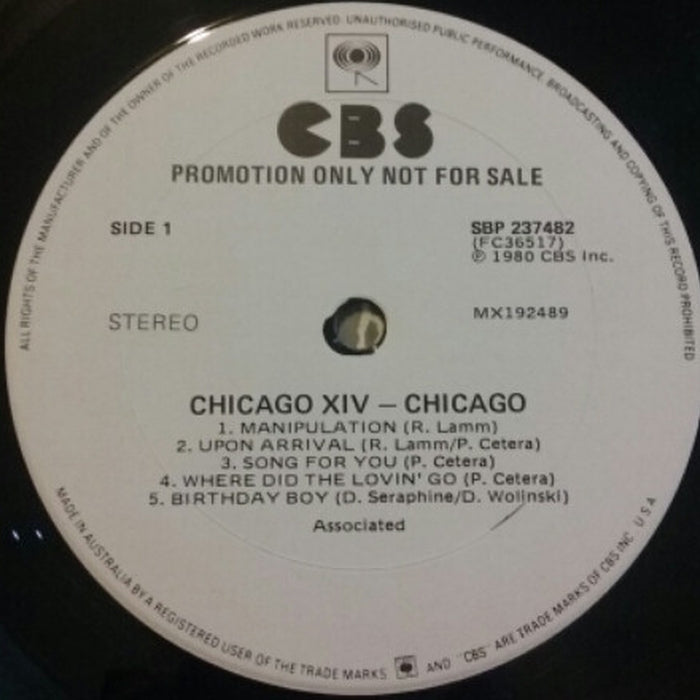 ALL RIGHTS OF THE MANUFACTURER AND OF THE OWNER OF THE RECORDED WORK RESERVED. UNAUTHORISED PUBLIC PERFORMANCE, BROADCASTING AND COPYING OF THIS RECORD PROHIBITED
CBS
PROMOTION ONLY NOT FOR SALE
SIDE 1
SBP 237482
(FC36517)
℗ 1980 CBS Inc.
STEREO
MX192489
CHICAGO XIV — CHICAGO
1. MANIPULATION (R. Lamm)
2. UPON ARRIVAL (R. Lamm/P. Cetera)
3. SONG FOR YOU (P. Cetera)
4. WHERE DID THE LOVIN' GO (P. Cetera)
5. BIRTHDAY BOY (D. Seraphine/D. Wolinski)
Associated
MADE IN AUSTRALIA BY A REGISTERED USER OF THE TRADE MARKS AND "CBS" ARE TRADE MARKS OF CBS INC U S A